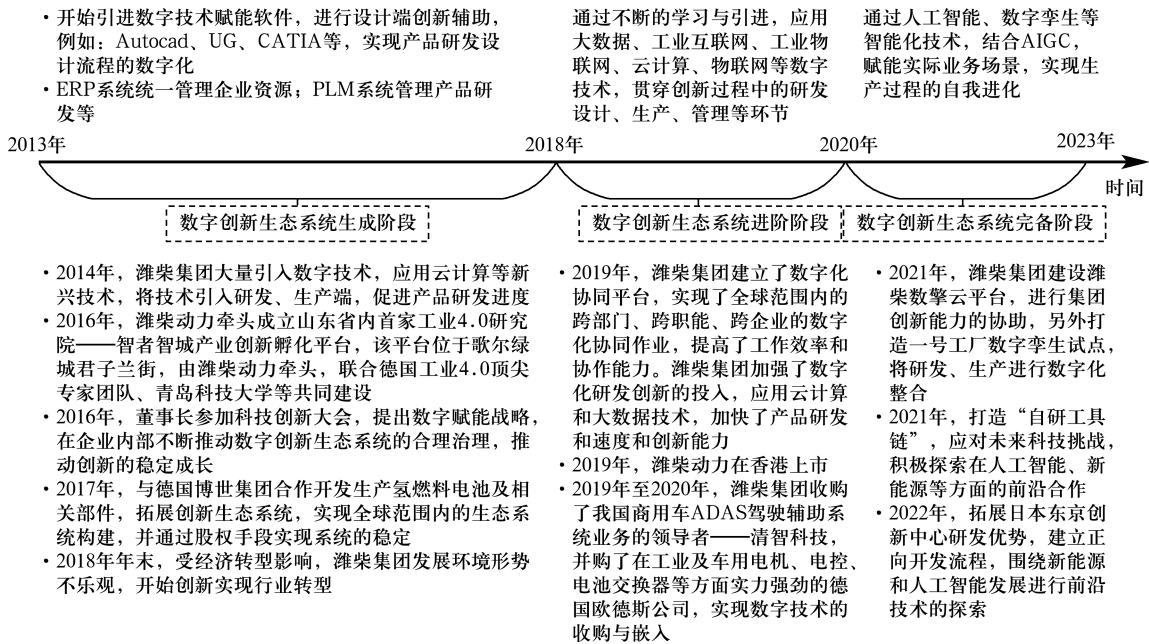 · 开始引进数字技术赋能软件，进行设计端创新辅助，
例如：Autocad、UG、CATIA等，实现产品研发设
计流程的数字化
· ERP系统统一管理企业资源；PLM系统管理产品研
发等
通过不断的学习与引进，应用
大数据、工业互联网、工业物
联网、云计算、物联网等数字
技术，贯穿创新过程中的研发
设计、生产、管理等环节
通过人工智能、数字孪生等
智能化技术，结合AIGC，
赋能实际业务场景，实现生
产过程的自我进化
2013年
2018年
2020年
2023年
时间
数字创新生态系统生成阶段
数字创新生态系统进阶阶段
数字创新生态系统完备阶段
· 2014年，潍柴集团大量引入数字技术，应用云计算等新
兴技术，将技术引入研发、生产端，促进产品研发进度
· 2016年，潍柴动力牵头成立山东省内首家工业4.0研究
院——智者智城产业创新孵化平台，该平台位于歌尔绿
城君子兰街，由潍柴动力牵头，联合德国工业4.0顶尖
专家团队、青岛科技大学等共同建设
· 2016年，董事长参加科技创新大会，提出数字赋能战略，
在企业内部不断推动数字创新生态系统的合理治理，推
动创新的稳定成长
· 2017年，与德国博世集团合作开发生产氢燃料电池及相
关部件，拓展创新生态系统，实现全球范围内的生态系
统构建，并通过股权手段实现系统的稳定
· 2018年年末，受经济转型影响，潍柴集团发展环境形势
不乐观，开始创新实现行业转型
· 2019年，潍柴集团建立了数字化
协同平台，实现了全球范围内的
跨部门、跨职能、跨企业的数字
化协同作业，提高了工作效率和
协作能力。潍柴集团加强了数字
化研发创新的投入，应用云计算
和大数据技术，加快了产品研发
和速度和创新能力
· 2019年，潍柴动力在香港上市
· 2019年至2020年，潍柴集团收购
了我国商用车ADAS驾驶辅助系
统业务的领导者——清智科技，
并购了在工业及车用电机、电控、
电池交换器等方面实力强劲的德
国欧德斯公司，实现数字技术的
收购与嵌入
· 2021年，潍柴集团建设潍
柴数擎云平台，进行集团
创新能力的协助，另外打
造一号工厂数字孪生试点，
将研发、生产进行数字化
整合
· 2021年，打造“自研工具
链”，应对未来科技挑战，
积极探索在人工智能、新
能源等方面的前沿合作
· 2022年，拓展日本东京创
新中心研发优势，建立正
向开发流程，围绕新能源
和人工智能发展进行前沿
技术的探索